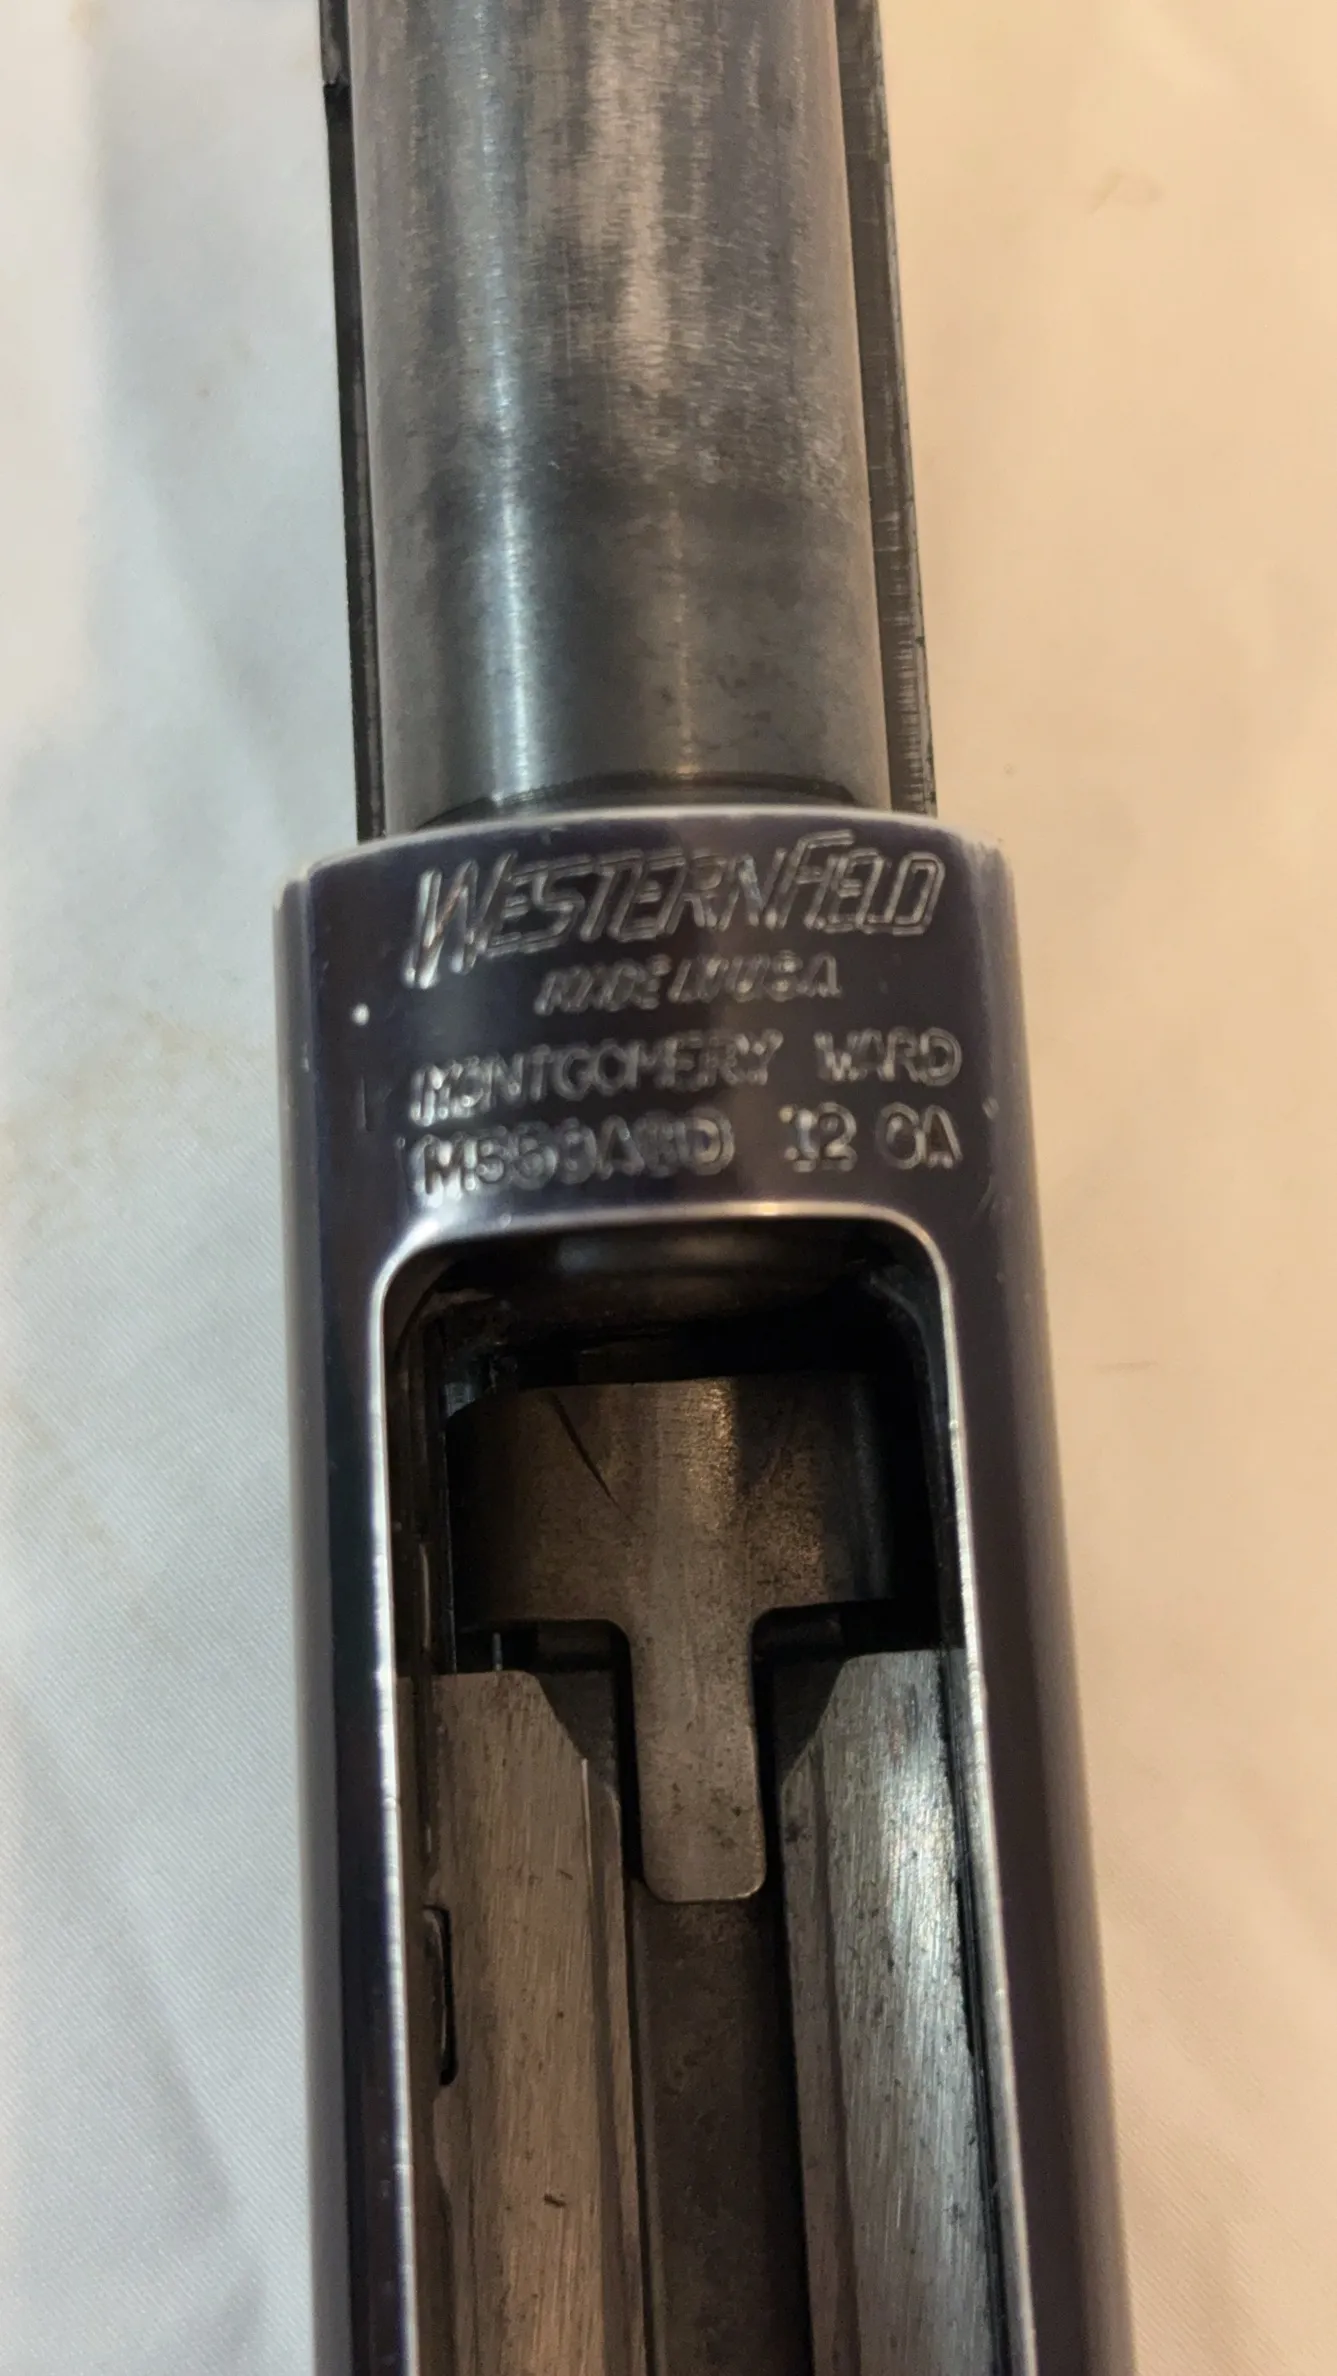 WESTERNFIELD
MADE IN USA
MONTGOMERY WARD
M550ABD 12 GA